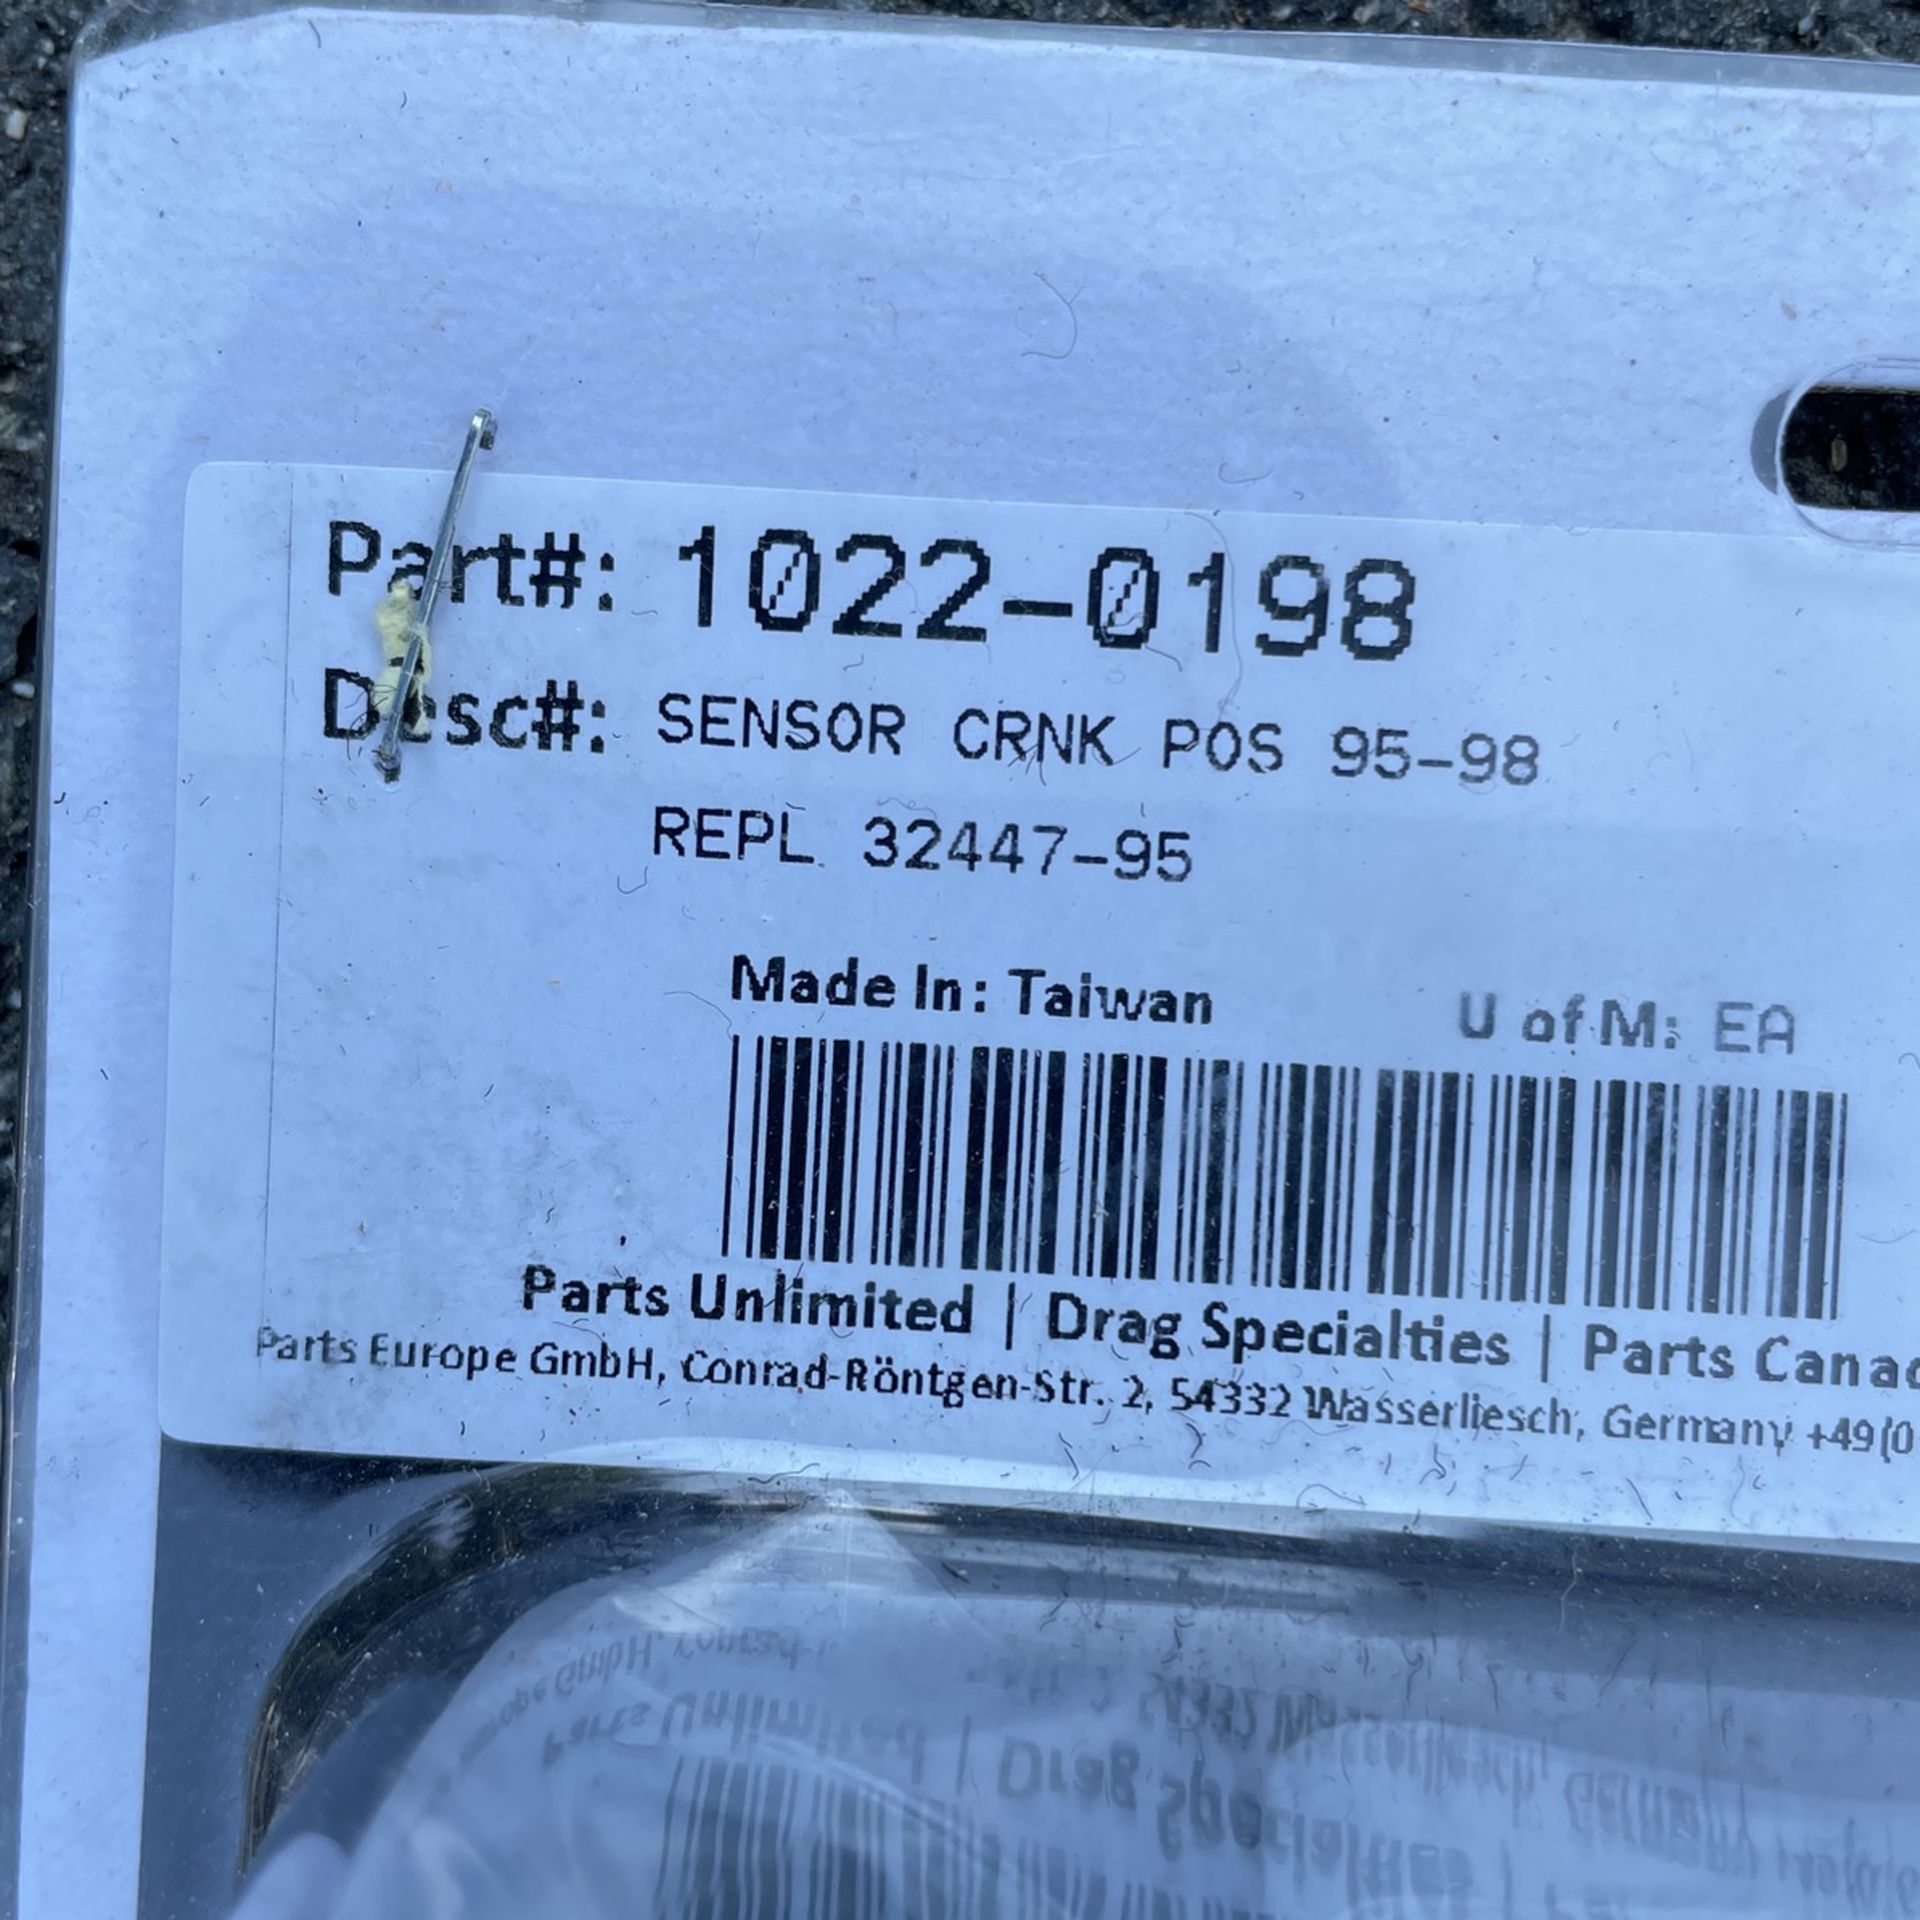 Part#: 1022-0198
Desc#: SENSOR CRNK POS 95-98
REPL 32447-95
Made In: Taiwan U of M: EA
Parts Unlimited | Drag Specialties | Parts Canad
Parts Europe GmbH, Conrad-Röntgen-Str. 2, 54332 Wasserliesch, Germany +49(0